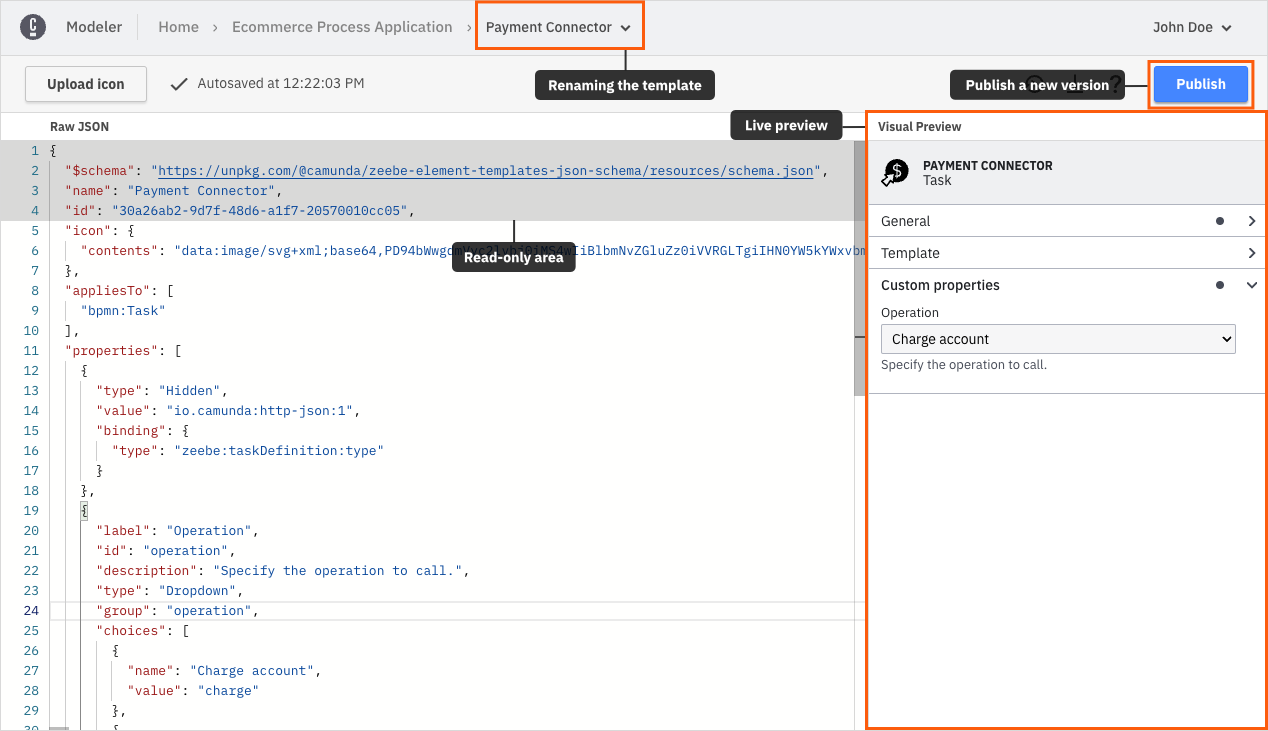 Modeler Home › Ecommerce Process Application › Payment Connector John Doe
Upload icon Autosaved at 12:22:03 PM Renaming the template Publish a new version Publish
Live preview
Raw JSON Visual Preview
1 {
2 "$schema": "https://unpkg.com/@camunda/zeebe-element-templates-json-schema/resources/schema.json",
3 "name": "Payment Connector",
4 "id": "30a26ab2-9d7f-48d6-a1f7-20570010cc05",
5 "icon": {
6 "contents": "data:image/svg+xml;base64,
7 },
8 "appliesTo": [
9 "bpmn:Task"
10 ],
11 "properties": [
12 {
13 "type": "Hidden",
14 "value": "io.camunda:http-json:1",
15 "binding": {
16 "type": "zeebe:taskDefinition:type"
17 }
18 },
19 {
20 "label": "Operation",
21 "id": "operation",
22 "description": "Specify the operation to call.",
23 "type": "Dropdown",
24 "group": "operation",
25 "choices": [
26 {
27 "name": "Charge account",
28 "value": "charge"
29 },
30 {
Read-only area
PAYMENT CONNECTOR
Task
General
Template
Custom properties
Operation
Charge account
Specify the operation to call.